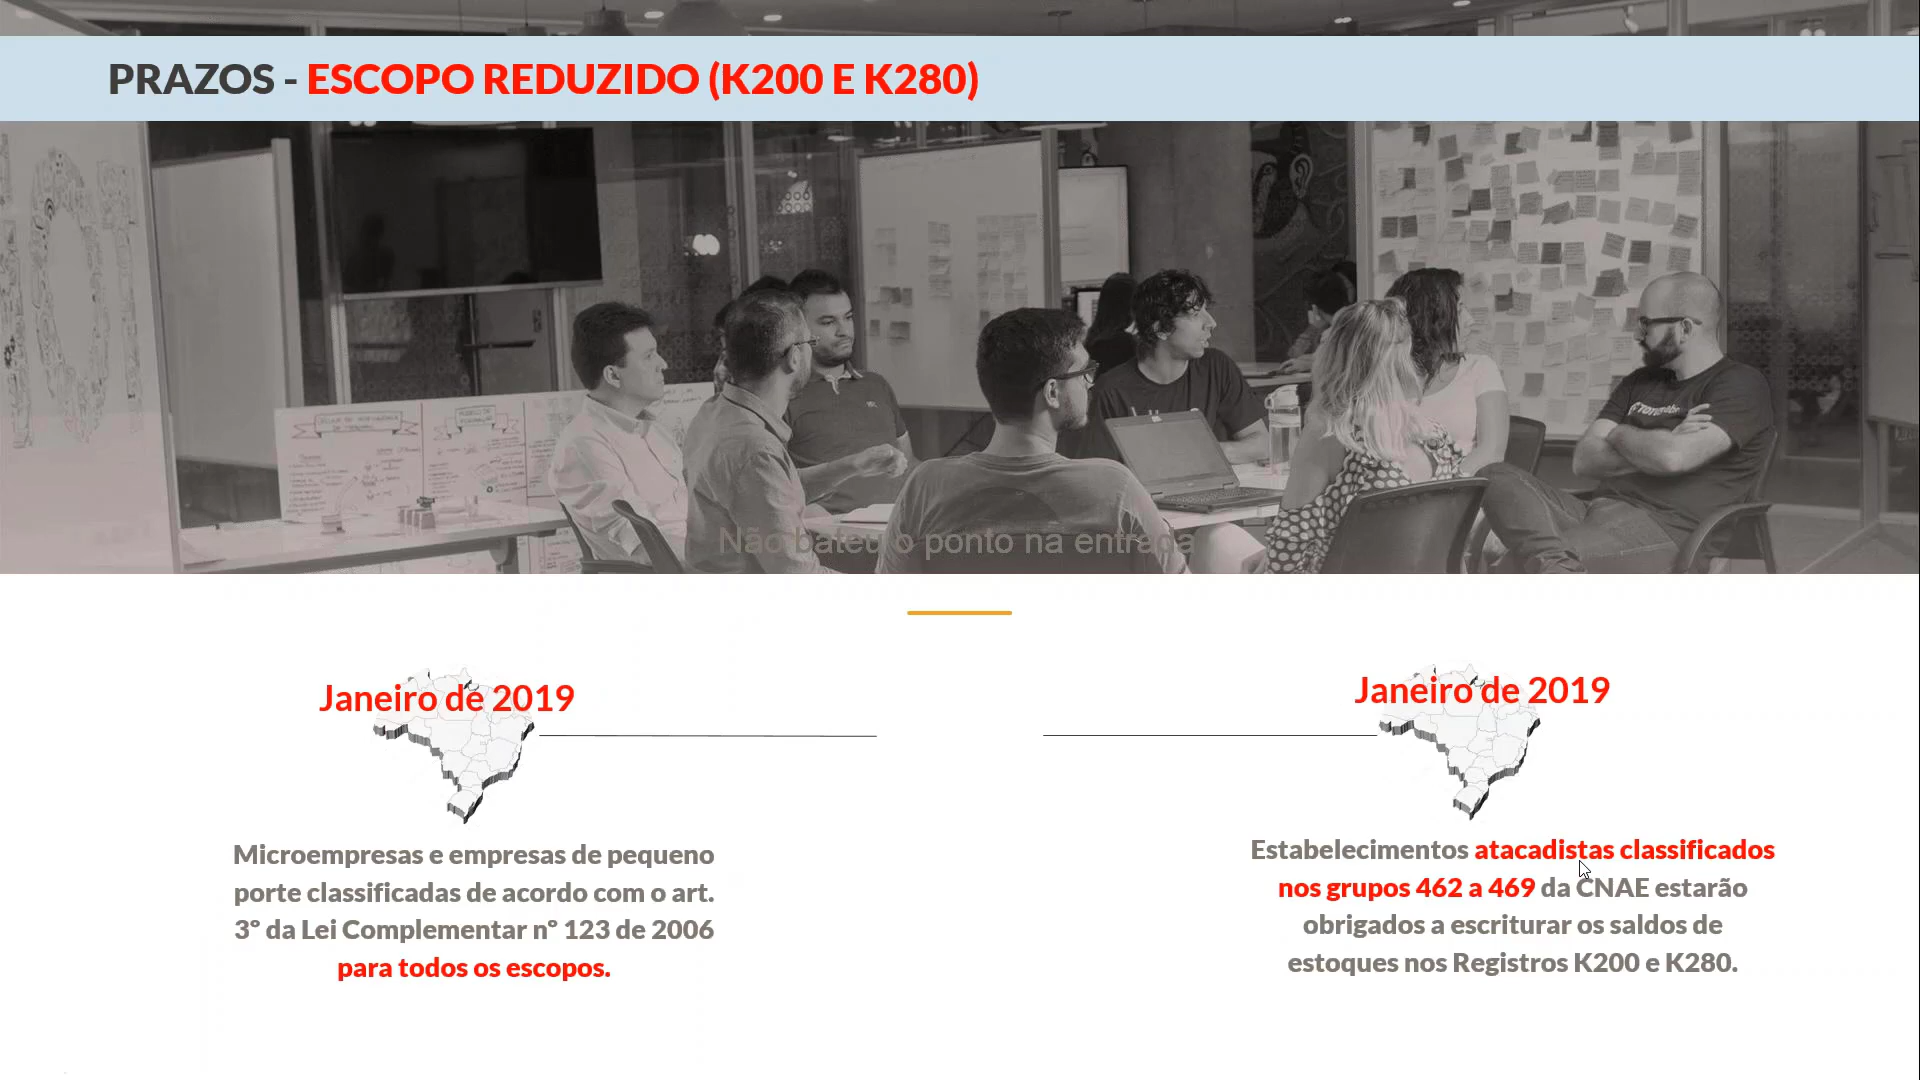 PRAZOS - ESCOPO REDUZIDO (K200 E K280)
Não bateu o ponto na entrada
Janeiro de 2019
Microempresas e empresas de pequeno
porte classificadas de acordo com o art.
3º da Lei Complementar nº 123 de 2006
para todos os escopos.
Janeiro de 2019
Estabelecimentos atacadistas classificados
nos grupos 462 a 469 da CNAE estarão
obrigados a escriturar os saldos de
estoques nos Registros K200 e K280.